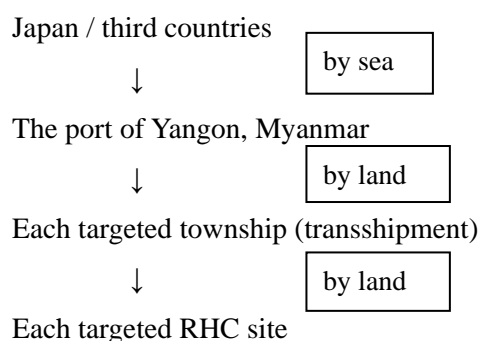 Japan / third countries
by sea
↓
The port of Yangon, Myanmar
by land
↓
Each targeted township (transshipment)
by land
↓
Each targeted RHC site